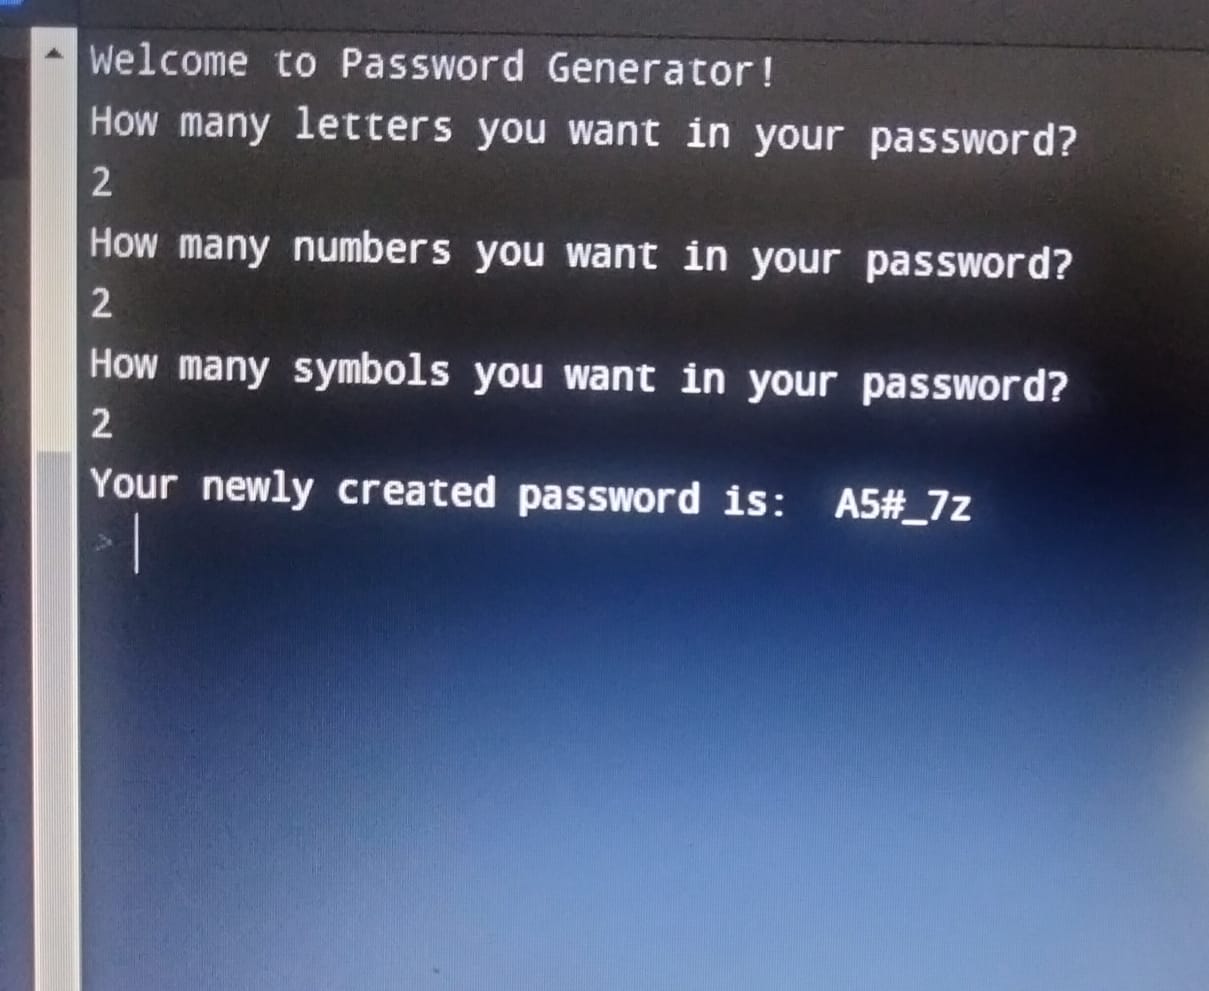 Welcome to Password Generator!
How many letters you want in your password?
2
How many numbers you want in your password?
2
How many symbols you want in your password?
2
Your newly created password is:  A5#_7z
>